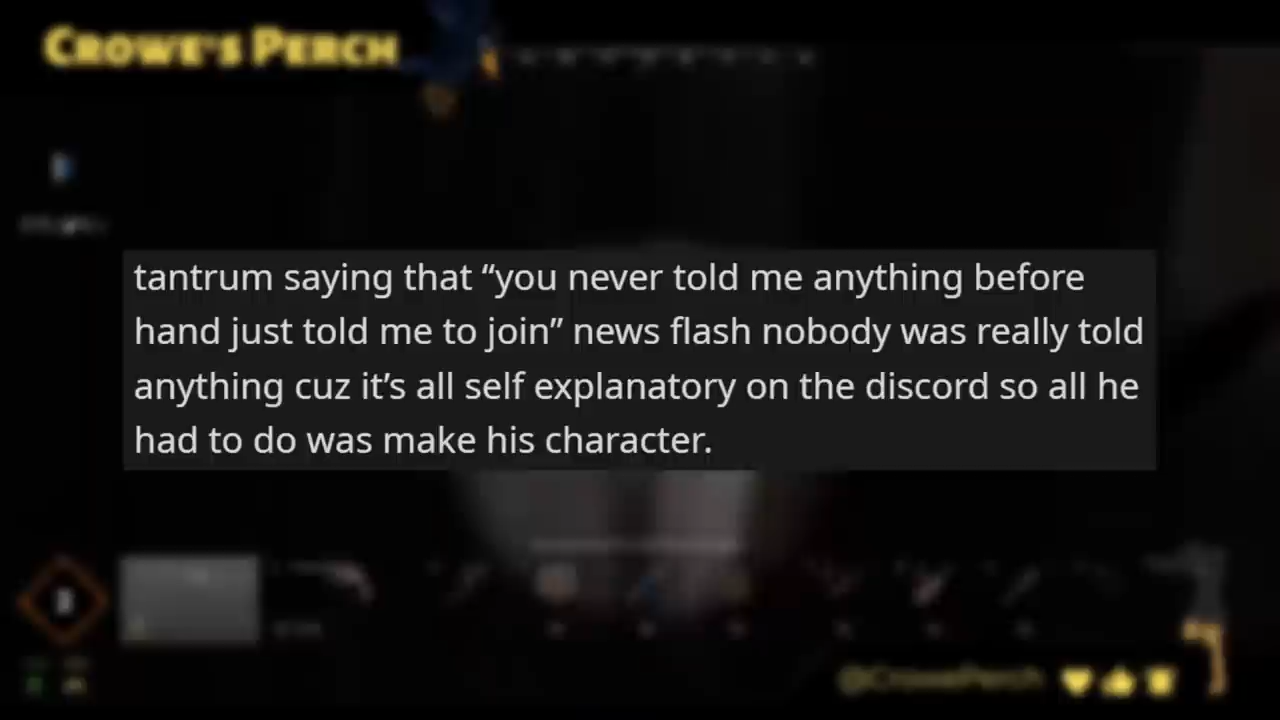 CROWE'S PERCH
tantrum saying that “you never told me anything before
hand just told me to join” news flash nobody was really told
anything cuz it’s all self explanatory on the discord so all he
had to do was make his character.
@CrowePerch